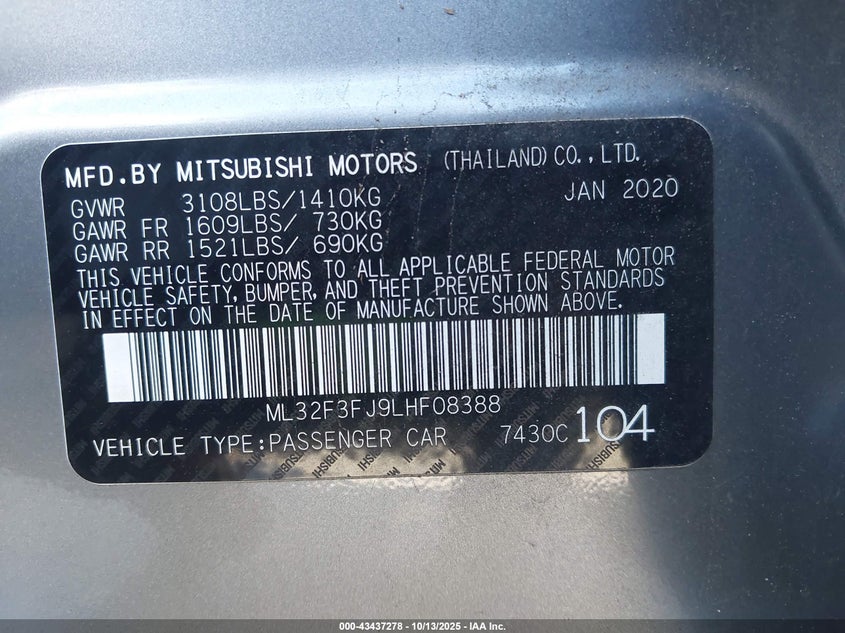 MFD.BY MITSUBISHI MOTORS (THAILAND) CO., LTD.
GVWR 3108LBS/1410KG JAN 2020
GAWR FR 1609LBS/ 730KG
GAWR RR 1521LBS/ 690KG
THIS VEHICLE CONFORMS TO ALL APPLICABLE FEDERAL MOTOR
VEHICLE SAFETY, BUMPER, AND THEFT PREVENTION STANDARDS
IN EFFECT ON THE DATE OF MANUFACTURE SHOWN ABOVE.
ML32F3FJ9LHF08388
VEHICLE TYPE:PASSENGER CAR 7430C 104
MITSUBISHI
000-43437278 - 10/13/2025 - IAA Inc.